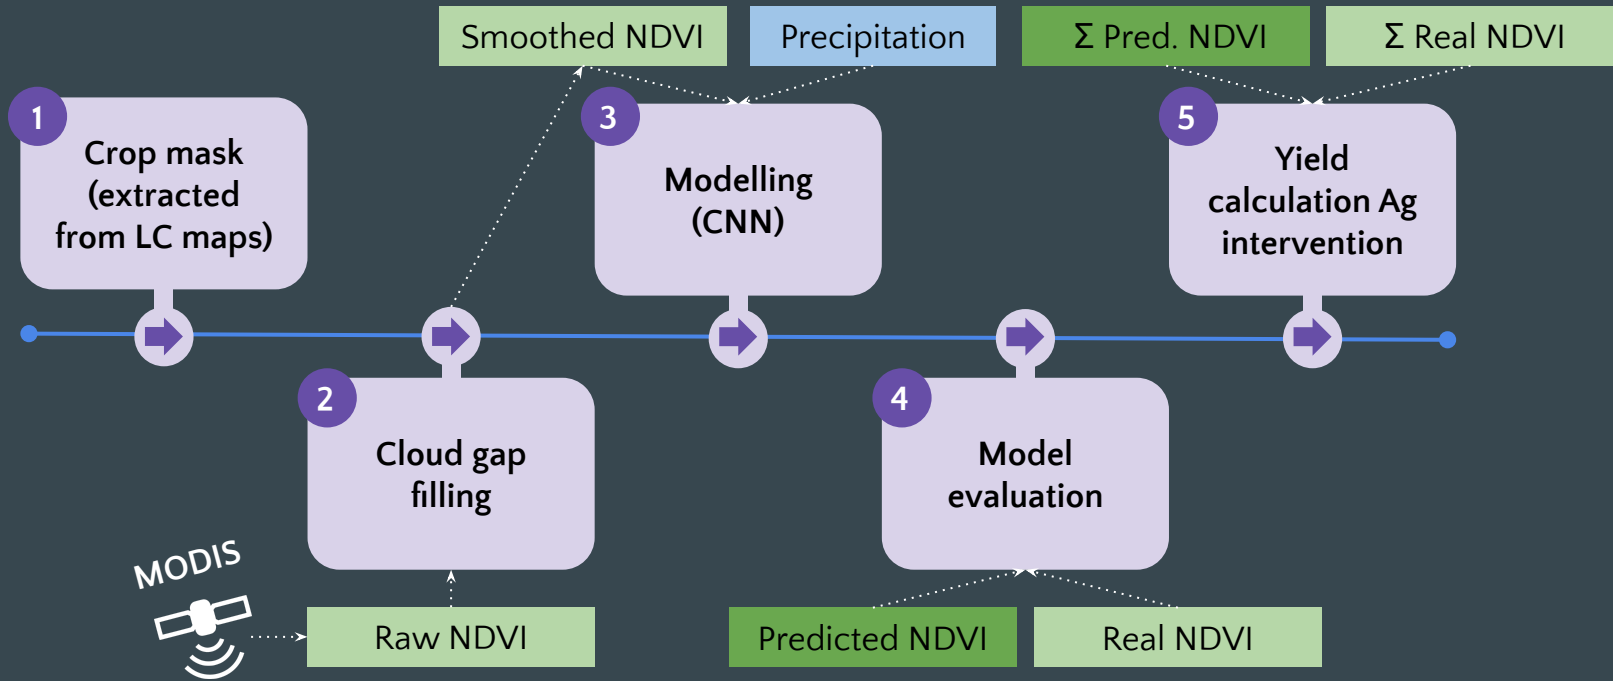 Smoothed NDVI
Precipitation
Σ Pred. NDVI
Σ Real NDVI
1
Crop mask
(extracted
from LC maps)
3
Modelling
(CNN)
5
Yield
calculation Ag
intervention
2
Cloud gap
filling
4
Model
evaluation
MODIS
Raw NDVI
Predicted NDVI
Real NDVI